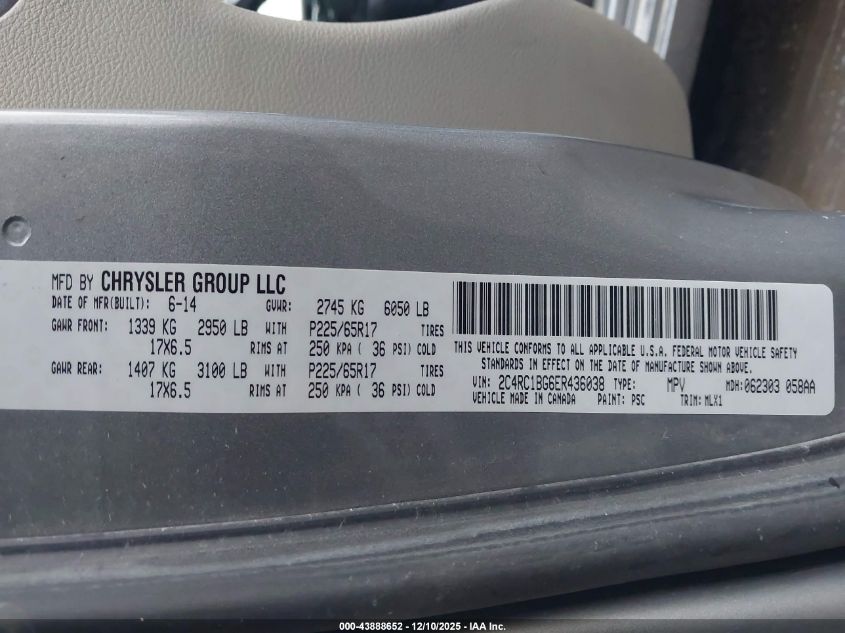 MFD BY CHRYSLER GROUP LLC
DATE OF MFR(BUILT): 6-14 GVWR: 2745 KG 6050 LB
GAWR FRONT: 1339 KG 2950 LB WITH P225/65R17 TIRES
17X6.5 RIMS AT 250 KPA ( 36 PSI) COLD
GAWR REAR: 1407 KG 3100 LB WITH P225/65R17 TIRES
17X6.5 RIMS AT 250 KPA ( 36 PSI) COLD
THIS VEHICLE CONFORMS TO ALL APPLICABLE U.S.A. FEDERAL MOTOR VEHICLE SAFETY
STANDARDS IN EFFECT ON THE DATE OF MANUFACTURE SHOWN ABOVE.
VIN: 2C4RC1BG6ER436038 TYPE: MPV MDH:062303 058AA
VEHICLE MADE IN CANADA PAINT: PSC TRIM: MLX1
000-43888652 - 12/10/2025 - IAA Inc.